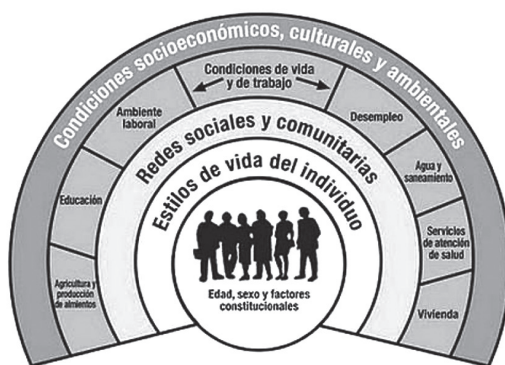 Condiciones socioeconómicos, culturales y ambientales
Condiciones de vida
y de trabajo
Ambiente
laboral
Desempleo
Redes sociales y comunitarias
Educación
Agua y
saneamiento
Estilos de vida del individuo
Servicios
de atención
de salud
Agricultura y
producción
de almientos
Vivienda
Edad, sexo y factores
constitucionales